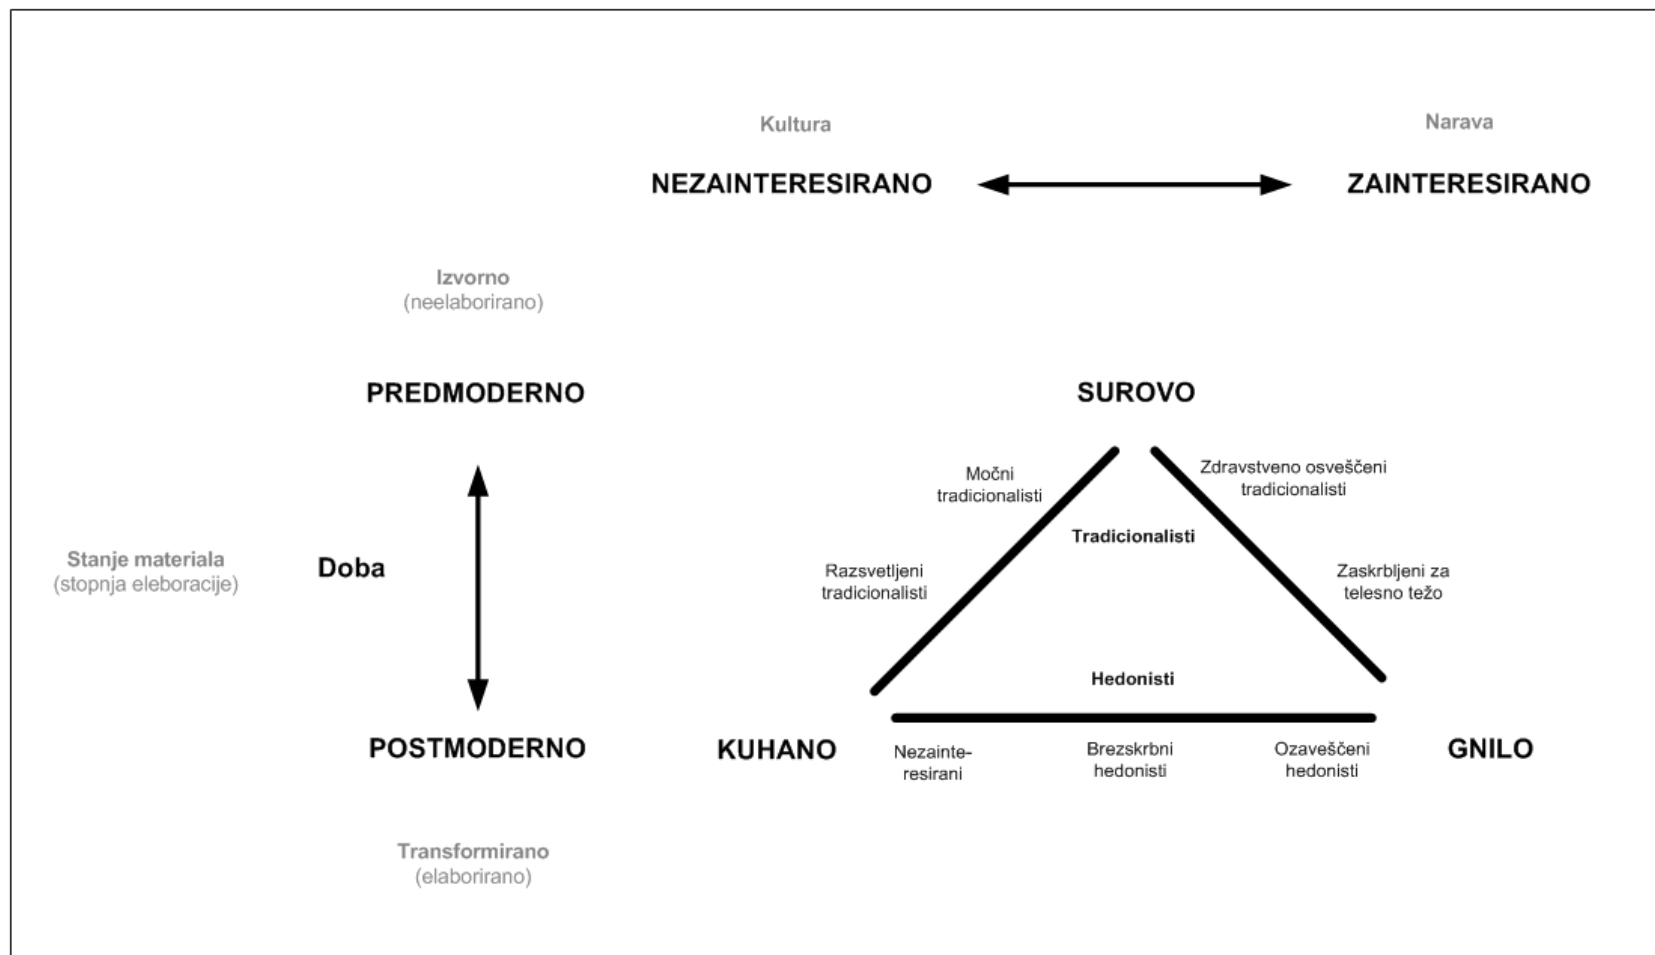 Kultura
Narava
NEZAINTERESIRANO
ZAINTERESIRANO
Izvorno
(neelaborirano)
PREDMODERNO
SUROVO
Močni
tradicionalisti
Zdravstveno osveščeni
tradicionalisti
Tradicionalisti
Stanje materiala
(stopnja eleboracije)
Doba
Razsvetljeni
tradicionalisti
Zaskrbljeni za
telesno težo
Hedonisti
POSTMODERNO
KUHANO
Nezainte-
resirani
Brezskrbni
hedonisti
Ozaveščeni
hedonisti
GNILO
Transformirano
(elaborirano)